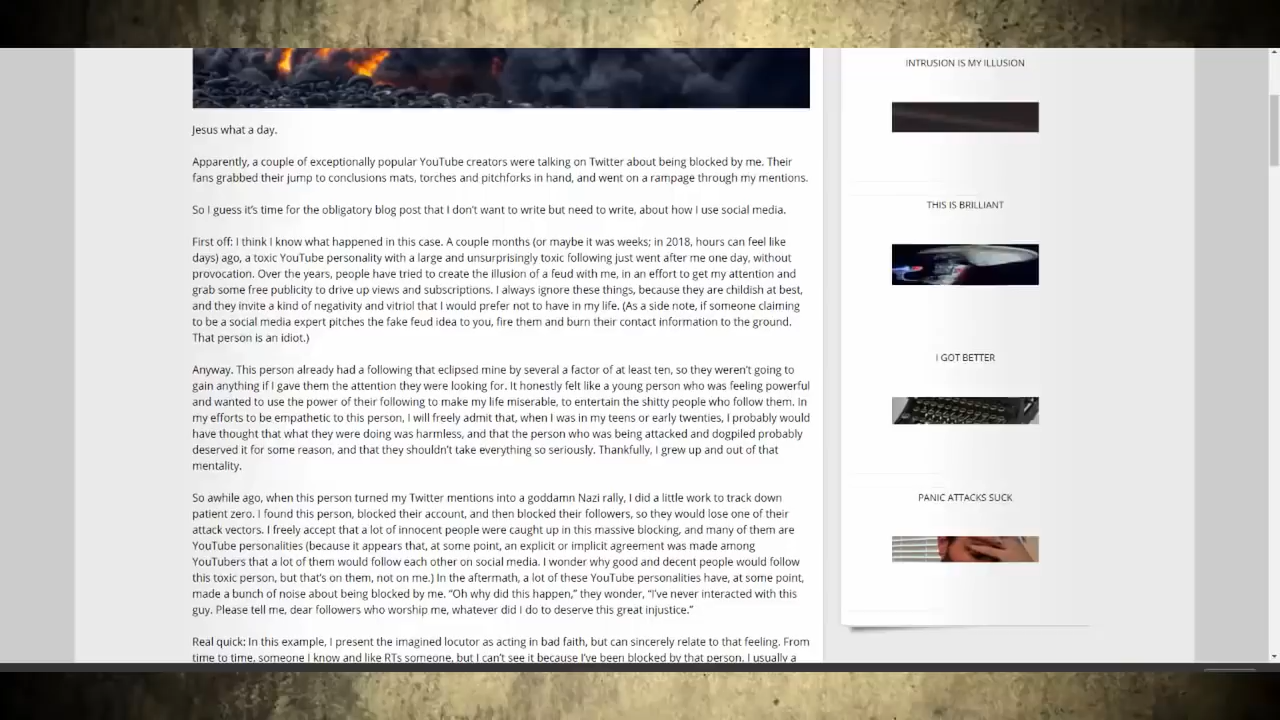 Jesus what a day.
Apparently, a couple of exceptionally popular YouTube creators were talking on Twitter about being blocked by me. Their
fans grabbed their jump to conclusions mats, torches and pitchforks in hand, and went on a rampage through my mentions.
So I guess it's time for the obligatory blog post that I don't want to write but need to write, about how I use social media.
First off: I think I know what happened in this case. A couple months (or maybe it was weeks; in 2018, hours can feel like
days) ago, a toxic YouTube personality with a large and unsurprisingly toxic following just went after me one day, without
provocation. Over the years, people have tried to create the illusion of a feud with me, in an effort to get my attention and
grab some free publicity to drive up views and subscriptions. I always ignore these things, because they are childish at best,
and they invite a kind of negativity and vitriol that I would prefer not to have in my life. (As a side note, if someone claiming
to be a social media expert pitches the fake feud idea to you, fire them and burn their contact information to the ground.
That person is an idiot.)
Anyway. This person already had a following that eclipsed mine by several a factor of at least ten, so they weren't going to
gain anything if I gave them the attention they were looking for. It honestly felt like a young person who was feeling powerful
and wanted to use the power of their following to make my life miserable, to entertain the shitty people who follow them. In
my efforts to be empathetic to this person, I will freely admit that, when I was in my teens or early twenties, I probably would
have thought that what they were doing was harmless, and that the person who was being attacked and dogpiled probably
deserved it for some reason, and that they shouldn't take everything so seriously. Thankfully, I grew up and out of that
mentality.
So awhile ago, when this person turned my Twitter mentions into a goddamn Nazi rally, I did a little work to track down
patient zero. I found this person, blocked their account, and then blocked their followers, so they would lose one of their
attack vectors. I freely accept that a lot of innocent people were caught up in this massive blocking, and many of them are
YouTube personalities (because it appears that, at some point, an explicit or implicit agreement was made among
YouTubers that a lot of them would follow each other on social media. I wonder why good and decent people would follow
this toxic person, but that's on them, not on me.) In the aftermath, a lot of these YouTube personalities have, at some point,
made a bunch of noise about being blocked by me. "Oh why did this happen," they wonder, "I've never interacted with this
guy. Please tell me, dear followers who worship me, whatever did I do to deserve this great injustice."
Real quick: In this example, I present the imagined locutor as acting in bad faith, but can sincerely relate to that feeling. From
time to time, someone I know and like RTs someone, but I can't see it because I've been blocked by that person. I usually a
INTRUSION IS MY ILLUSION
THIS IS BRILLIANT
I GOT BETTER
PANIC ATTACKS SUCK